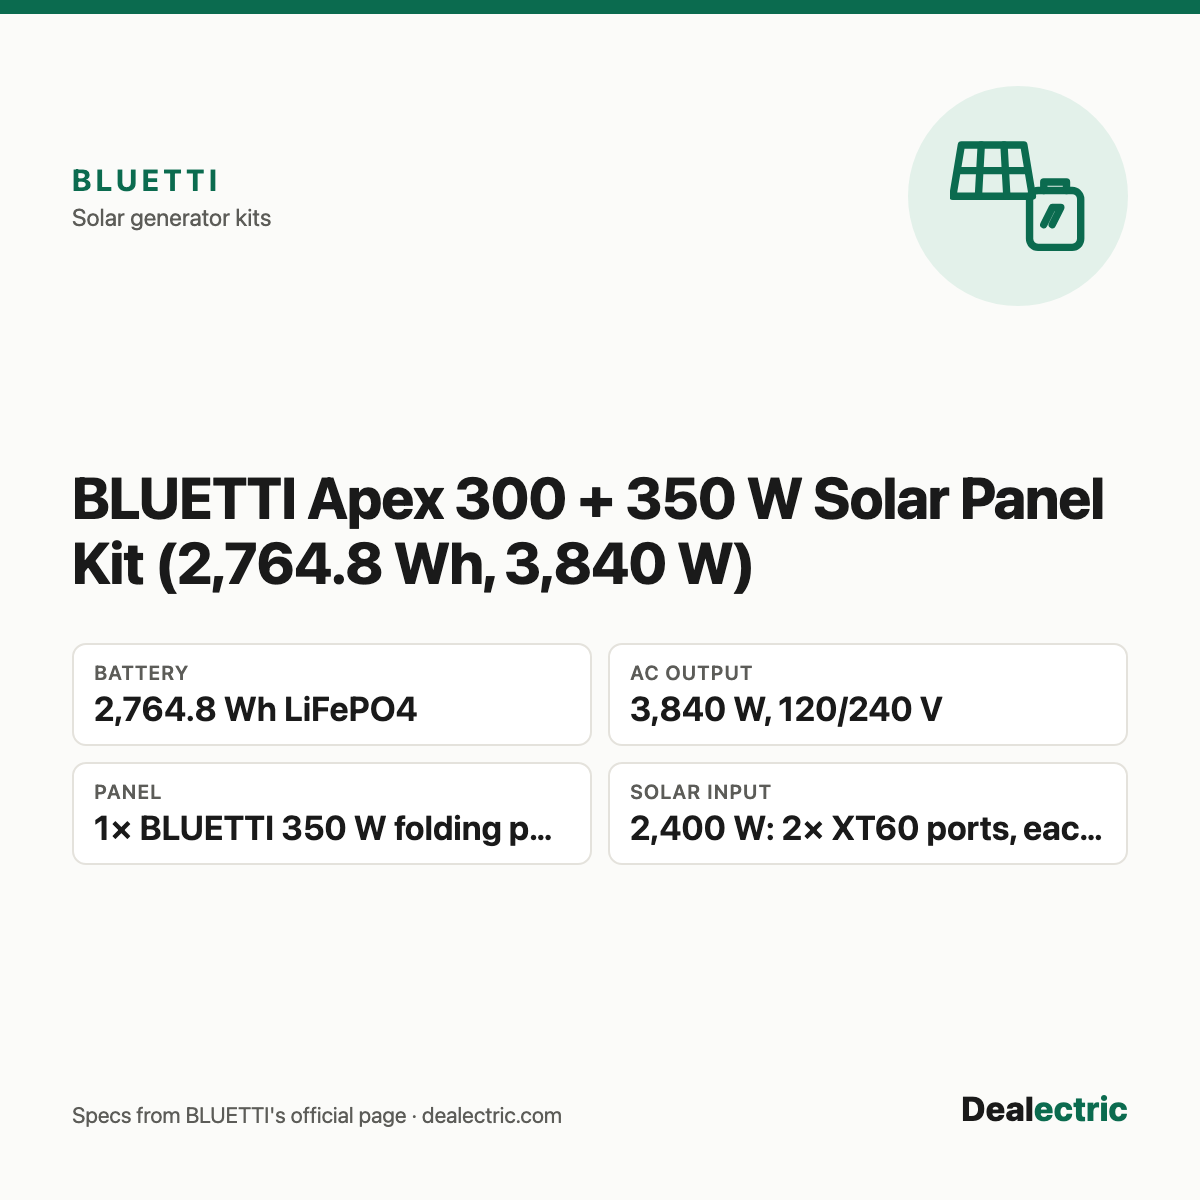 BLUETTI
Solar generator kits
BLUETTI Apex 300 + 350 W Solar Panel
Kit (2,764.8 Wh, 3,840 W)
BATTERY
2,764.8 Wh LiFePO4
AC OUTPUT
3,840 W, 120/240 V
PANEL
1× BLUETTI 350 W folding p...
SOLAR INPUT
2,400 W: 2× XT60 ports, eac...
Specs from BLUETTI's official page · dealectric.com
Dealectric